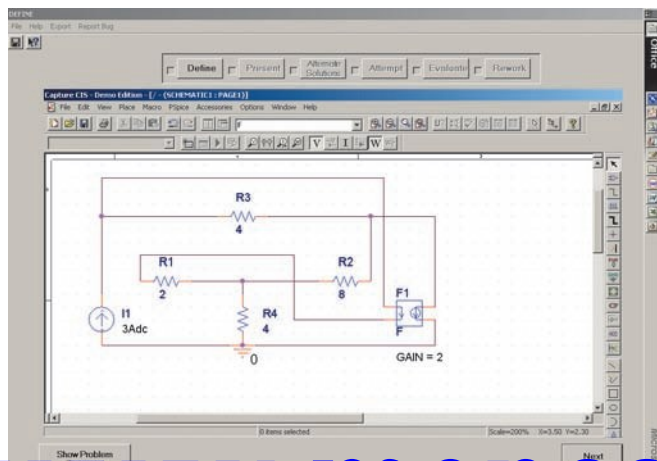 DEFINE
File Help Export Report Bug
Define Present Alternate Solutions Attempt Evaluate Rework
Capture CIS - Demo Edition - [/ - (SCHEMATIC1 : PAGE1)]
File Edit View Place Macro PSpice Accessories Options Window Help
F
V I W
R3
4
R1
2
R2
8
I1
3Adc
R4
4
F1
F
0
GAIN = 2
0 items selected
Scale=200% X=3.50 Y=2.30
Show Problem
Next
Office